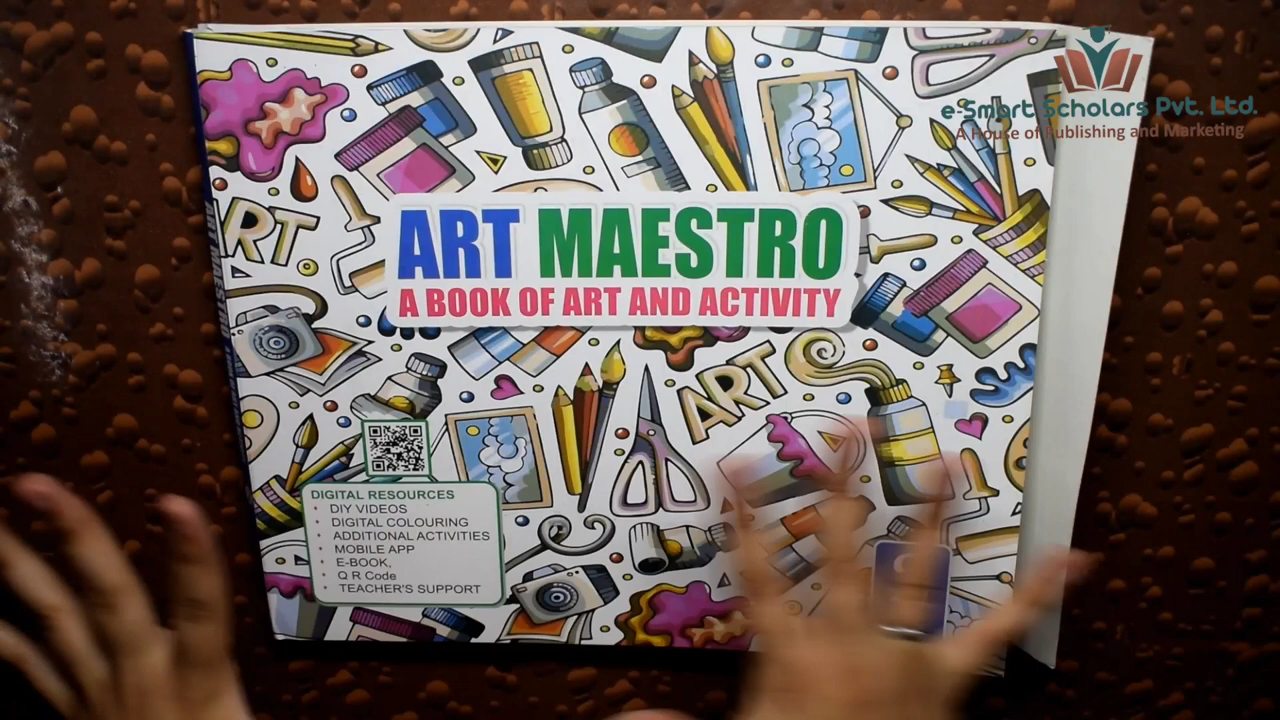 e-Smart Scholars Pvt. Ltd.
A House of Publishing and Marketing
ART
ART MAESTRO
A BOOK OF ART AND ACTIVITY
ART
DIGITAL RESOURCES
• DIY VIDEOS
• DIGITAL COLOURING
• ADDITIONAL ACTIVITIES
• MOBILE APP
• E-BOOK,
• Q R Code
• TEACHER'S SUPPORT